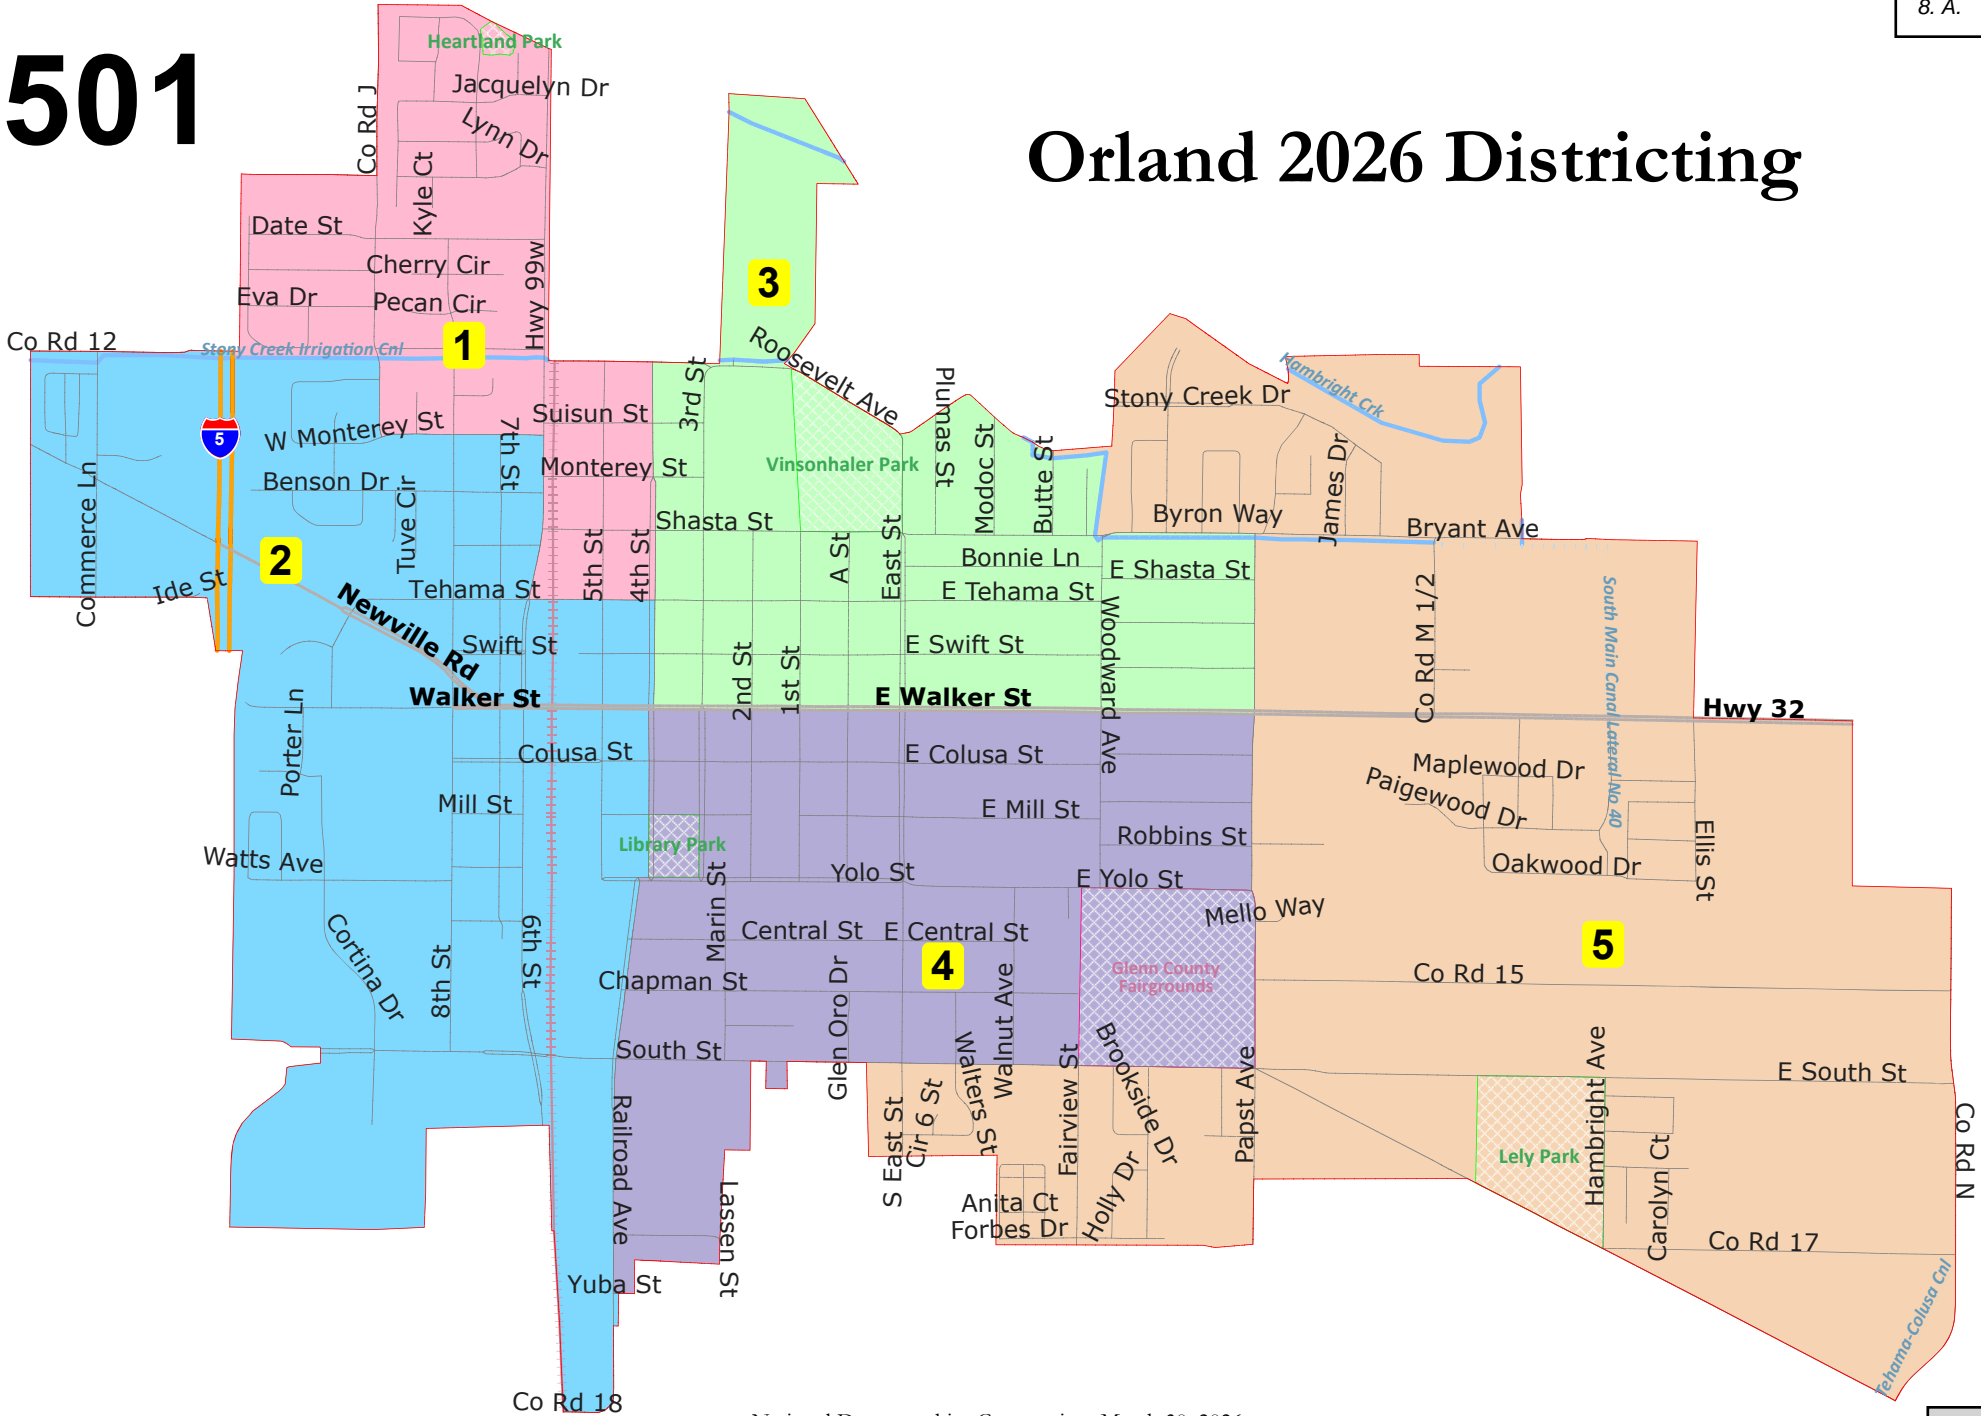 8. A.
501
Orland 2026 Districting
Heartland Park
Jacquelyn Dr
Lynn Dr
Co Rd J
Kyle Ct
Date St
Cherry Cir
Hwy 99w
Eva Dr
Pecan Cir
3
Co Rd 12
Stony Creek Irrigation Cnl
1
Roosevelt Ave
3rd St
Plumas St
Hambright Crk
Stony Creek Dr
Suisun St
W Monterey St
5
7th St
Monterey St
Vinsonhaler Park
Modoc St
Butte St
James Dr
Benson Dr
Tuve Cir
Commerce Ln
Shasta St
Byron Way
Bryant Ave
2
5th St
4th St
A St
East St
Bonnie Ln
E Shasta St
Ide St
Tehama St
E Tehama St
Newville Rd
Woodward Ave
Co Rd M 1/2
South Main Canal Lateral No 40
Swift St
E Swift St
2nd St
1st St
Walker St
E Walker St
Hwy 32
Porter Ln
Colusa St
E Colusa St
Maplewood Dr
Paigewood Dr
Mill St
E Mill St
Robbins St
Library Park
Watts Ave
Yolo St
E Yolo St
Oakwood Dr
Ellis St
Marin St
Mello Way
Cortina Dr
8th St
6th St
Central St
E Central St
4
5
Chapman St
Glen Oro Dr
Walnut Ave
Glenn County
Fairgrounds
Co Rd 15
South St
Walters St
Fairview St
Brookside Dr
Papst Ave
Hambright Ave
E South St
Railroad Ave
S East St
Cir 6 St
Lely Park
Carolyn Ct
Co Rd N
Lassen St
Anita Ct
Forbes Dr
Holly Dr
Co Rd 17
Yuba St
Tehama-Colusa Cnl
Co Rd 18